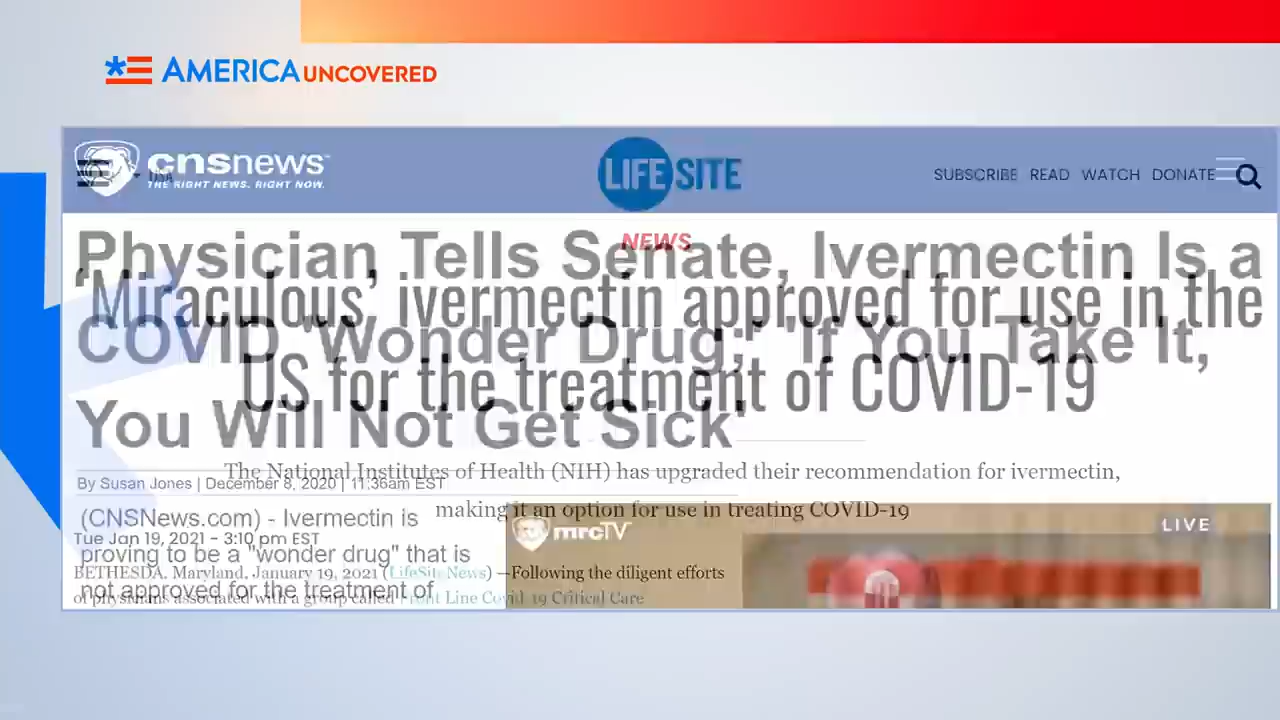 AMERICA UNCOVERED
cnsnews
THE RIGHT NEWS. RIGHT NOW.
USA
LIFE SITE
SUBSCRIBE READ WATCH DONATE
NEWS
Physician Tells Senate, Ivermectin Is a
COVID "Wonder Drug;" "If You Take It,
You Will Not Get Sick"
'Miraculous' ivermectin approved for use in the
US for the treatment of COVID-19
The National Institutes of Health (NIH) has upgraded their recommendation for ivermectin,
making it an option for use in treating COVID-19
By Susan Jones | December 8, 2020 | 11:36am EST
(CNSNews.com) - Ivermectin is
proving to be a "wonder drug" that is
not approved for the treatment of
Tue Jan 19, 2021 - 3:10 pm EST
BETHESDA, Maryland, January 19, 2021 (LifeSite News) —Following the diligent efforts
of physicians associated with a group called Front Line Covid-19 Critical Care
mrcTV
LIVE